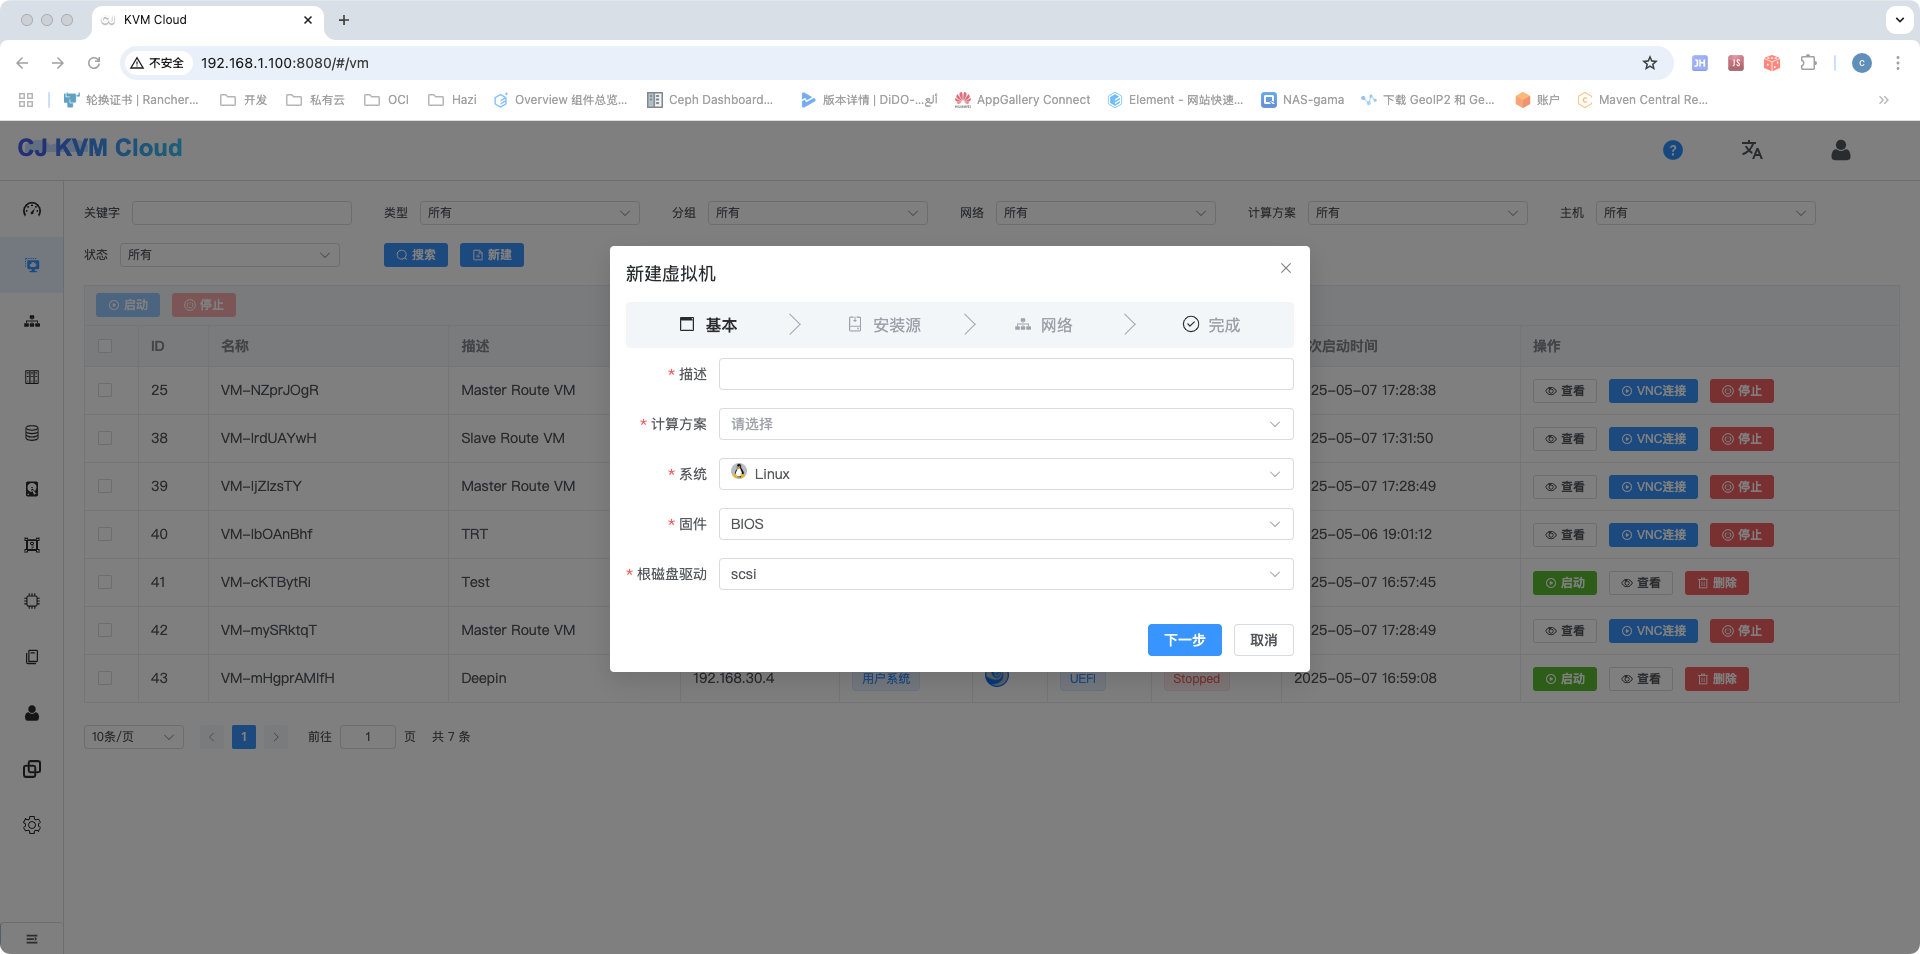 KVM Cloud
不安全 192.168.1.100:8080/#/vm
轮换证书 | Rancher... 开发 私有云 OCI Hazi Overview 组件总览... Ceph Dashboard... 版本详情 | DiDO-... AppGallery Connect Element - 网站快速... NAS-gama 下载 GeoIP2 和 Ge... 账户 Maven Central Re...
CJ KVM Cloud
关键字 类型 所有 分组 所有 网络 所有 计算方案 所有 主机 所有
状态 所有 搜索 新建
启动 停止
ID 名称 描述 次启动时间 操作
25 VM-NZprJOgR Master Route VM 25-05-07 17:28:38 查看 VNC连接 停止
38 VM-IrdUAYwH Slave Route VM 25-05-07 17:31:50 查看 VNC连接 停止
39 VM-ljZIzsTY Master Route VM 25-05-07 17:28:49 查看 VNC连接 停止
40 VM-lbOAnBhf TRT 25-05-06 19:01:12 查看 VNC连接 停止
41 VM-cKTBytRi Test 25-05-07 16:57:45 启动 查看 删除
42 VM-mySRktqT Master Route VM 25-05-07 17:28:49 查看 VNC连接 停止
43 VM-mHgprAMlfH Deepin 192.168.30.4 用户系统 UEFI Stopped 2025-05-07 16:59:08 启动 查看 删除
10条/页 1 前往 1 页 共 7 条
新建虚拟机
基本 安装源 网络 完成
* 描述
* 计算方案 请选择
* 系统 Linux
* 固件 BIOS
* 根磁盘驱动 scsi
下一步 取消